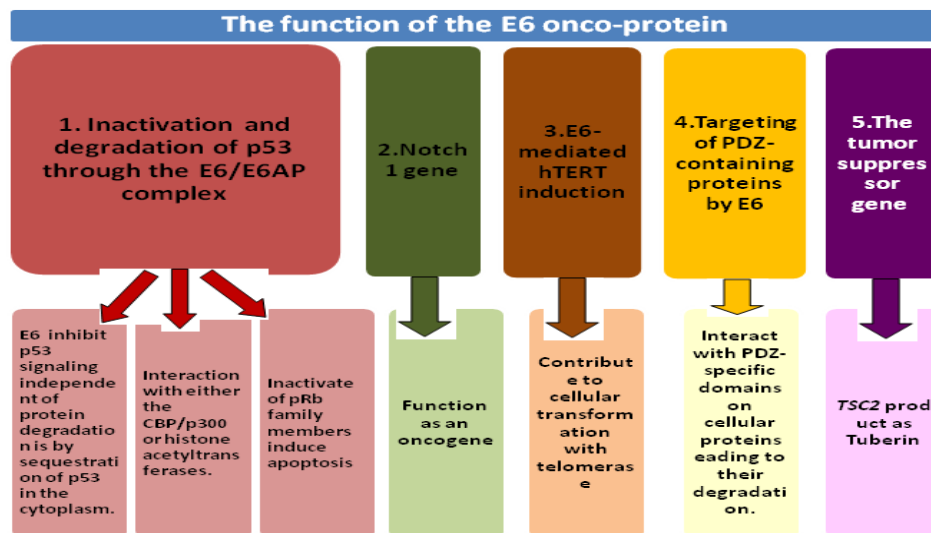 The function of the E6 onco-protein
1. Inactivation and
degradation of p53
through the E6/E6AP
complex
2.Notch
1 gene
3.E6-
mediated
hTERT
induction
4.Targeting
of PDZ-
containing
proteins
by E6
5.The
tumor
suppres
sor
gene
E6 inhibit
p53
signaling
independe
nt of
protein
degradatio
n is by
sequestrati
on of p53
in the
cytoplasm.
Interaction
with either
the
CBP/p300
or histone
acetyltrans
ferases.
Inactivate
of pRb
family
members
induce
apoptosis
Function
as an
oncogene
Contribut
e to
cellular
transform
ation
with
telomeras
e
Interact
with PDZ-
specific
domains
on
cellular
proteins
eading to
their
degradati
on.
TSC2 prod
uct as
Tuberin